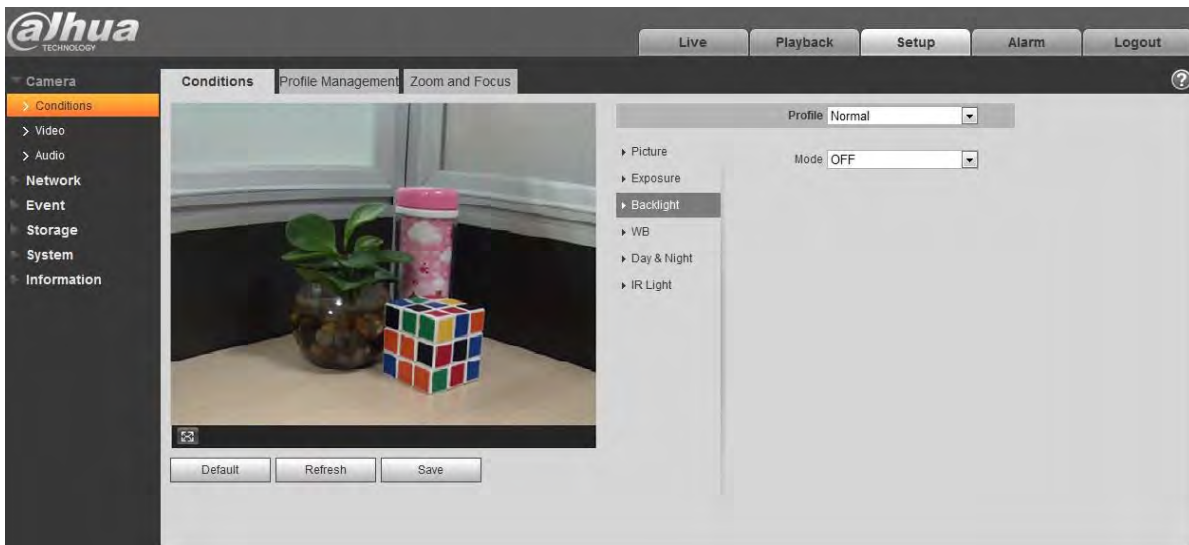 alhua
TECHNOLOGY
Live
Playback
Setup
Alarm
Logout
Camera
Conditions
Video
Audio
Network
Event
Storage
System
Information
Conditions
Profile Management
Zoom and Focus
?
Profile Normal
Picture
Exposure
Backlight
WB
Day & Night
IR Light
Mode OFF
Default
Refresh
Save